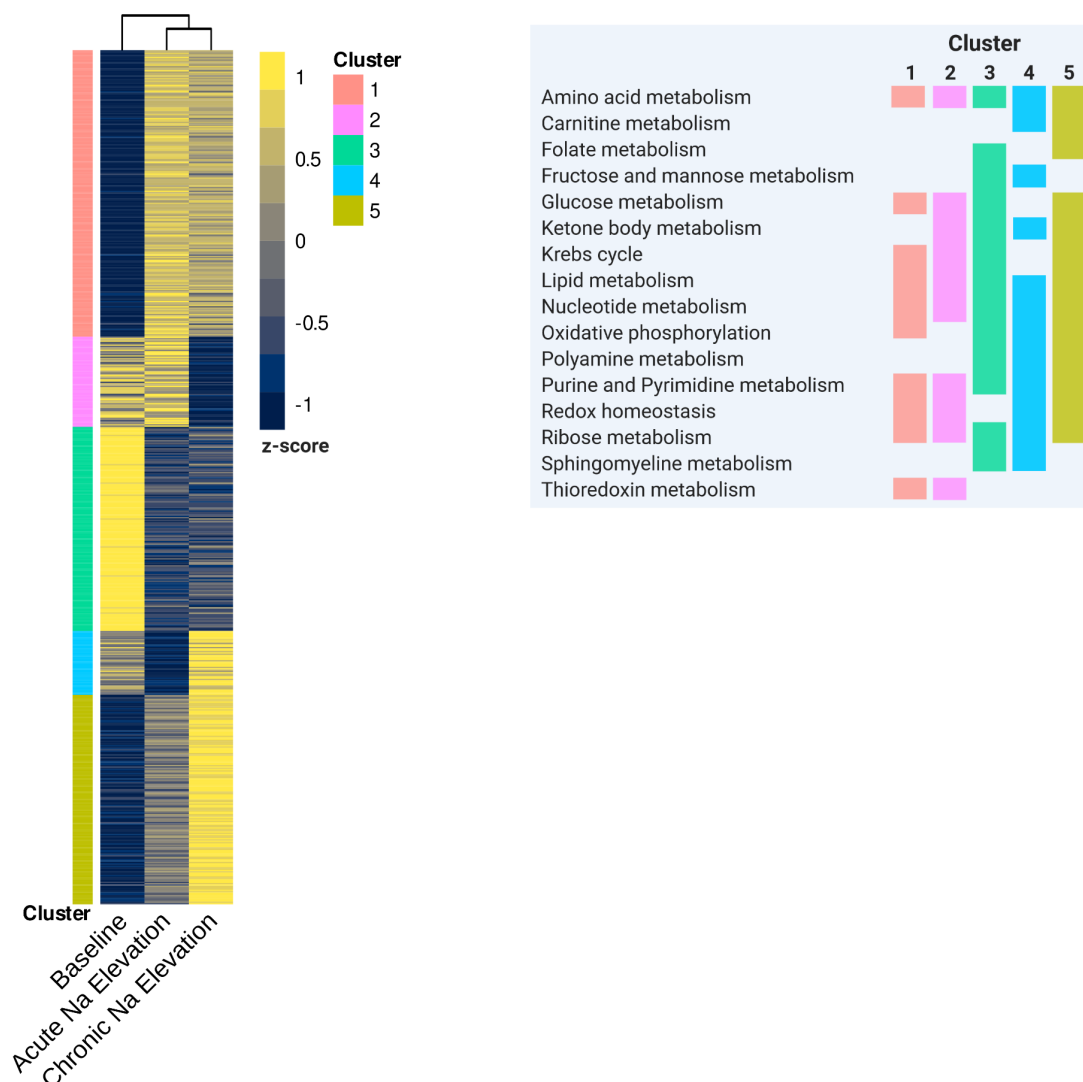 1
0.5
0
-0.5
-1
z-score
Cluster
1
2
3
4
5
Cluster
Baseline
Acute Na Elevation
Chronic Na Elevation
Cluster
1 2 3 4 5
Amino acid metabolism
Carnitine metabolism
Folate metabolism
Fructose and mannose metabolism
Glucose metabolism
Ketone body metabolism
Krebs cycle
Lipid metabolism
Nucleotide metabolism
Oxidative phosphorylation
Polyamine metabolism
Purine and Pyrimidine metabolism
Redox homeostasis
Ribose metabolism
Sphingomyeline metabolism
Thioredoxin metabolism